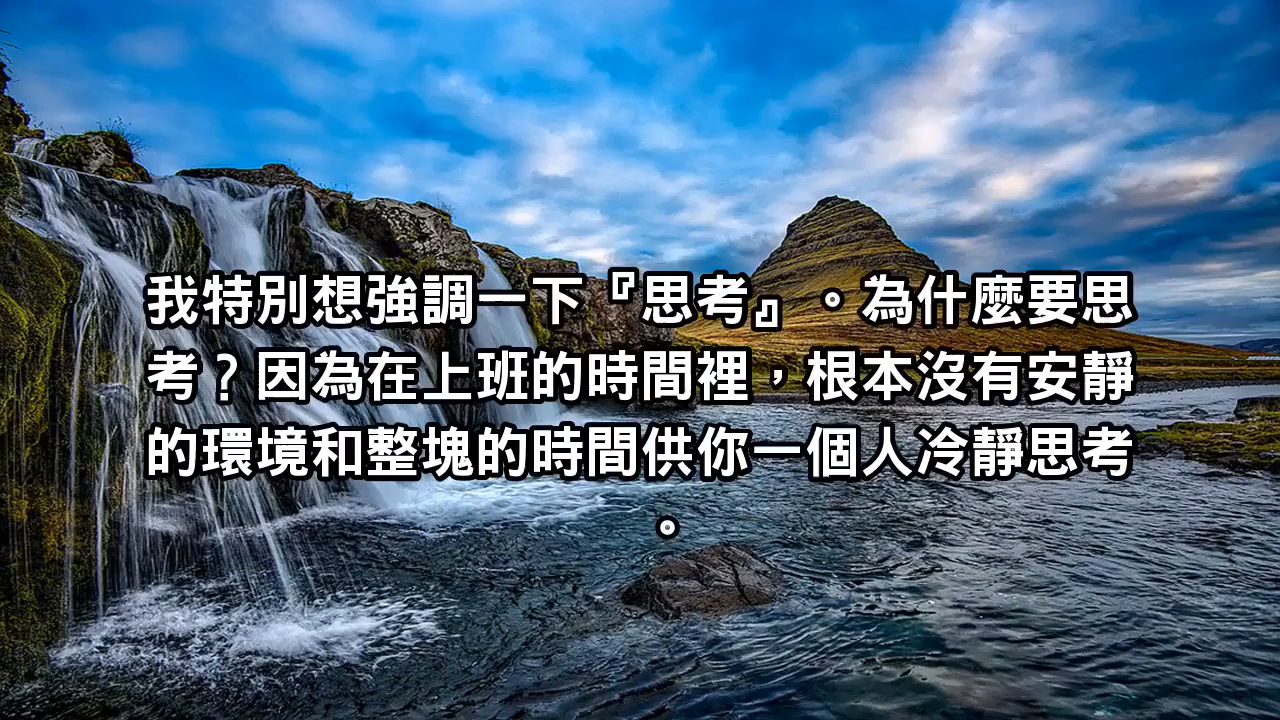 我特別想強調一下『思考』。為什麼要思
考？因為在上班的時間裡，根本沒有安靜
的環境和整塊的時間供你一個人冷靜思考
。